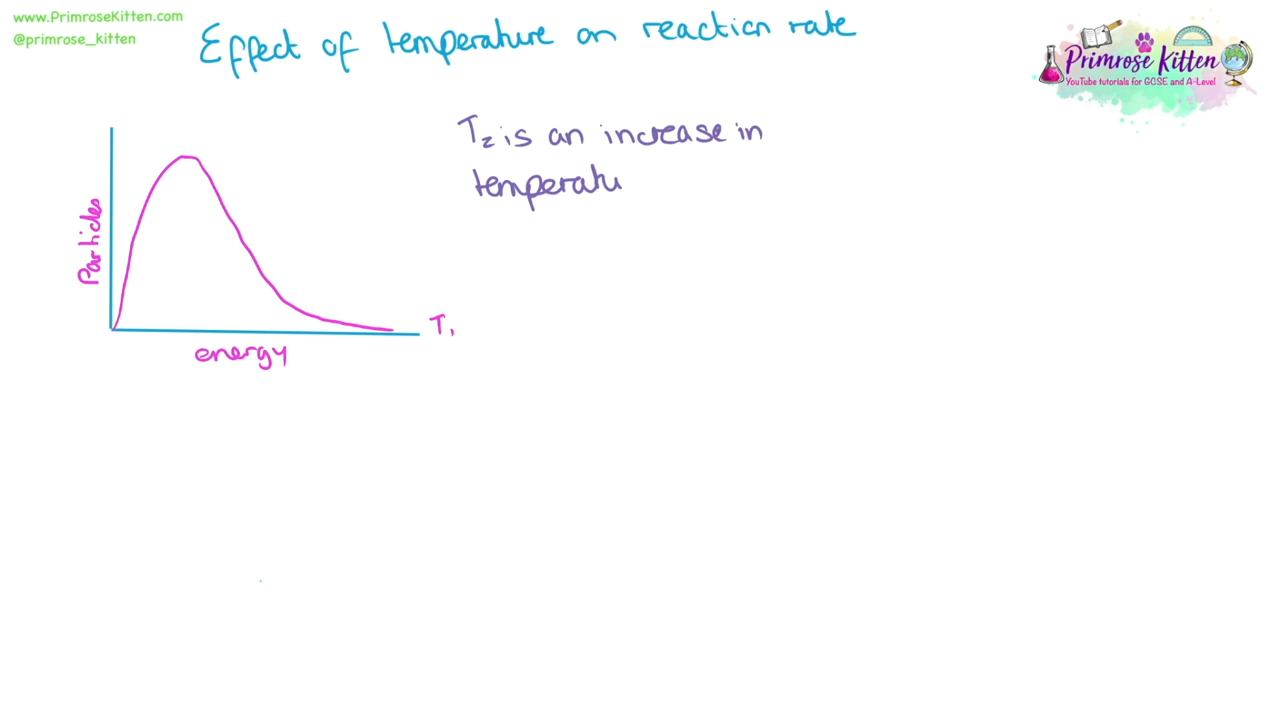 www.PrimroseKitten.com
@primrose_kitten
Effect of temperature on reaction rate
Primrose Kitten
YouTube tutorials for GCSE and A-Level
T₂ is an increase in
temperatu
Particles
T₁
energy